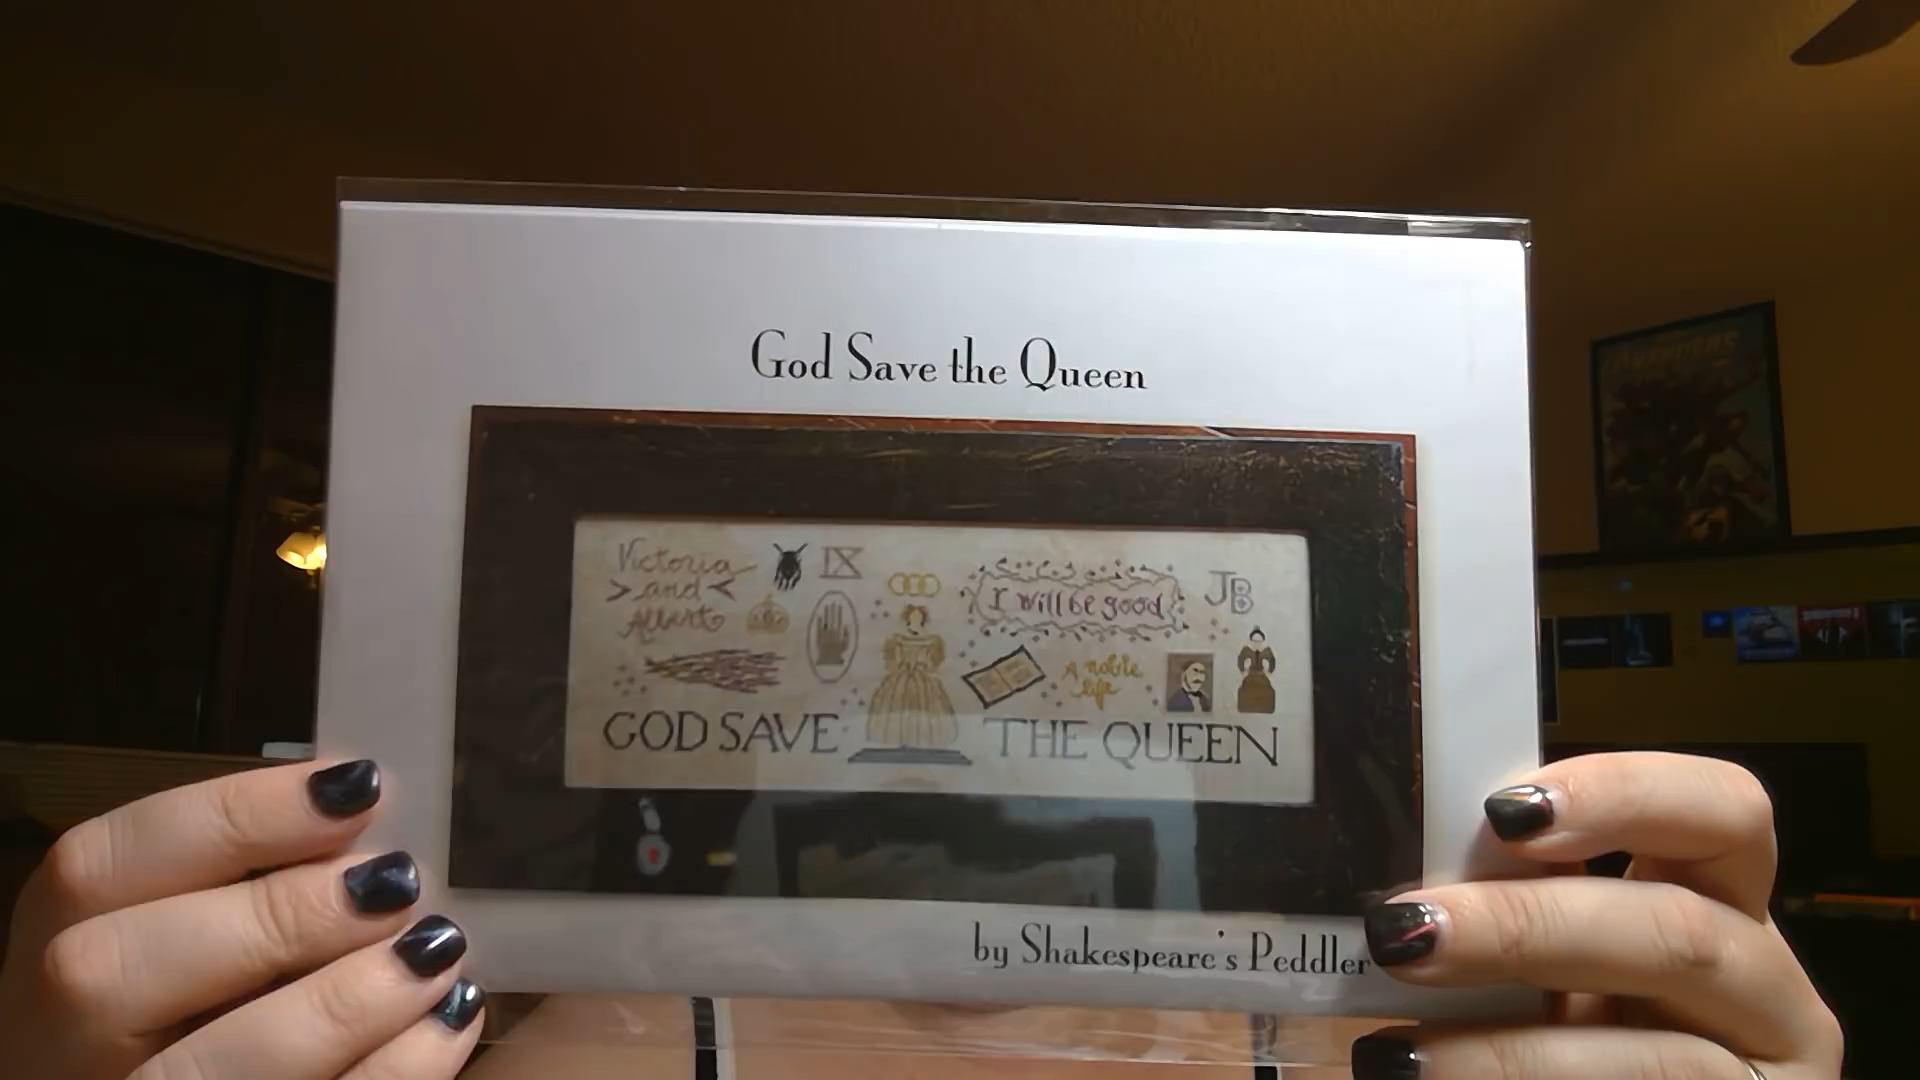 God Save the Queen
Victoria
and
Albert
IX
I will be good
JB
A noble
life
GOD SAVE THE QUEEN
by Shakespeare's Peddler
AVENGERS